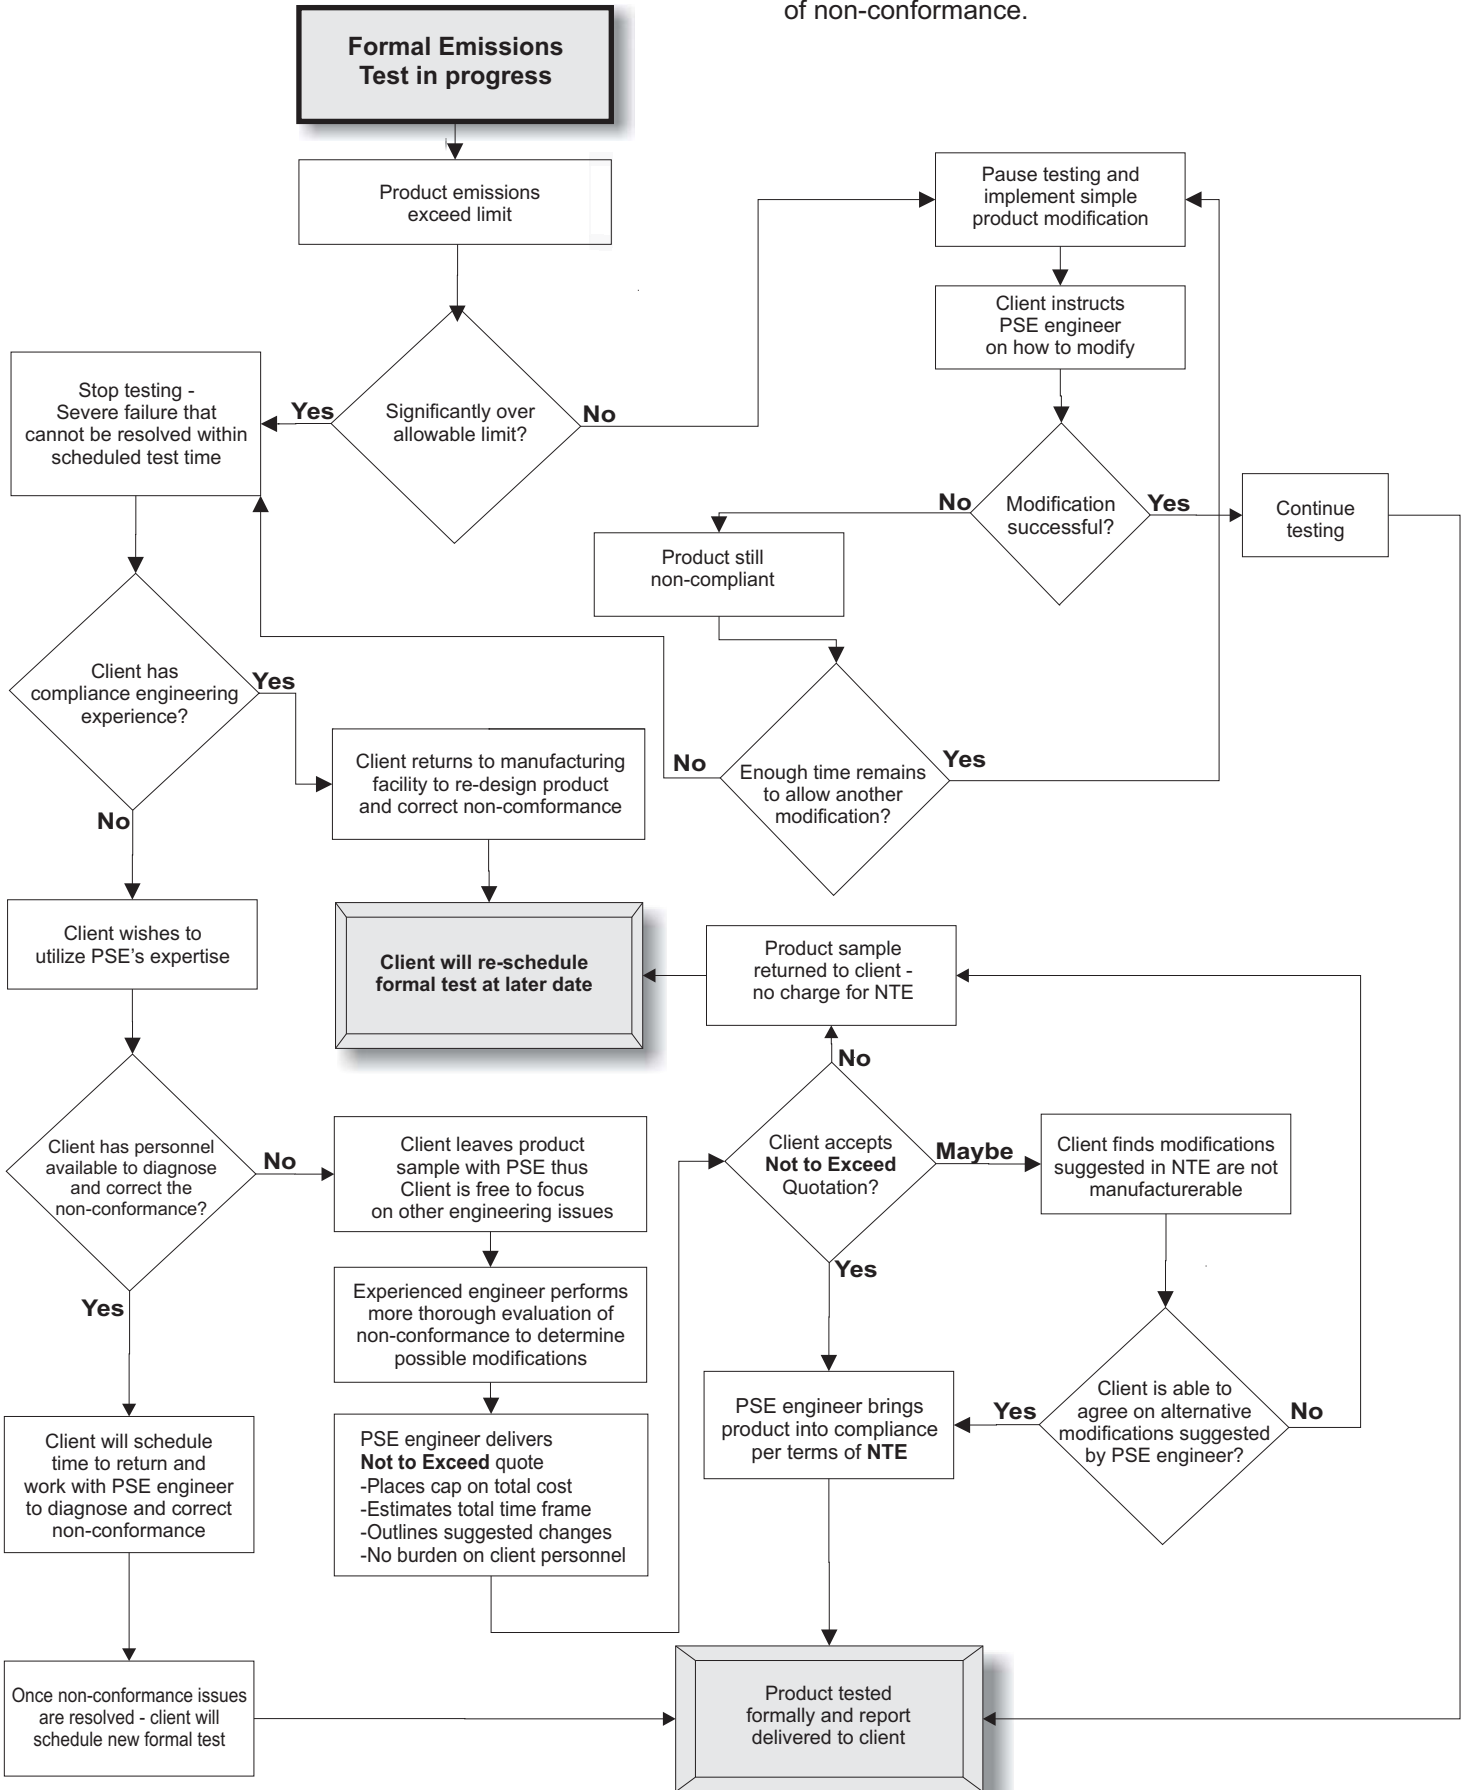 of non-conformance.
Formal Emissions
Test in progress
Product emissions
exceed limit
Significantly over
allowable limit?
Yes
No
Stop testing -
Severe failure that
cannot be resolved within
scheduled test time
Pause testing and
implement simple
product modification
Client instructs
PSE engineer
on how to modify
Modification
successful?
No
Yes
Continue
testing
Product still
non-compliant
Enough time remains
to allow another
modification?
No
Yes
Client has
compliance engineering
experience?
Yes
No
Client returns to manufacturing
facility to re-design product
and correct non-comformance
Client will re-schedule
formal test at later date
Client wishes to
utilize PSE’s expertise
Client has personnel
available to diagnose
and correct the
non-conformance?
No
Yes
Client leaves product
sample with PSE thus
Client is free to focus
on other engineering issues
Experienced engineer performs
more thorough evaluation of
non-conformance to determine
possible modifications
PSE engineer delivers
Not to Exceed quote
-Places cap on total cost
-Estimates total time frame
-Outlines suggested changes
-No burden on client personnel
Product sample
returned to client -
no charge for NTE
No
Client accepts
Not to Exceed
Quotation?
Maybe
Yes
Client finds modifications
suggested in NTE are not
manufacturerable
Client is able to
agree on alternative
modifications suggested
by PSE engineer?
Yes
No
PSE engineer brings
product into compliance
per terms of NTE
Client will schedule
time to return and
work with PSE engineer
to diagnose and correct
non-conformance
Once non-conformance issues
are resolved - client will
schedule new formal test
Product tested
formally and report
delivered to client